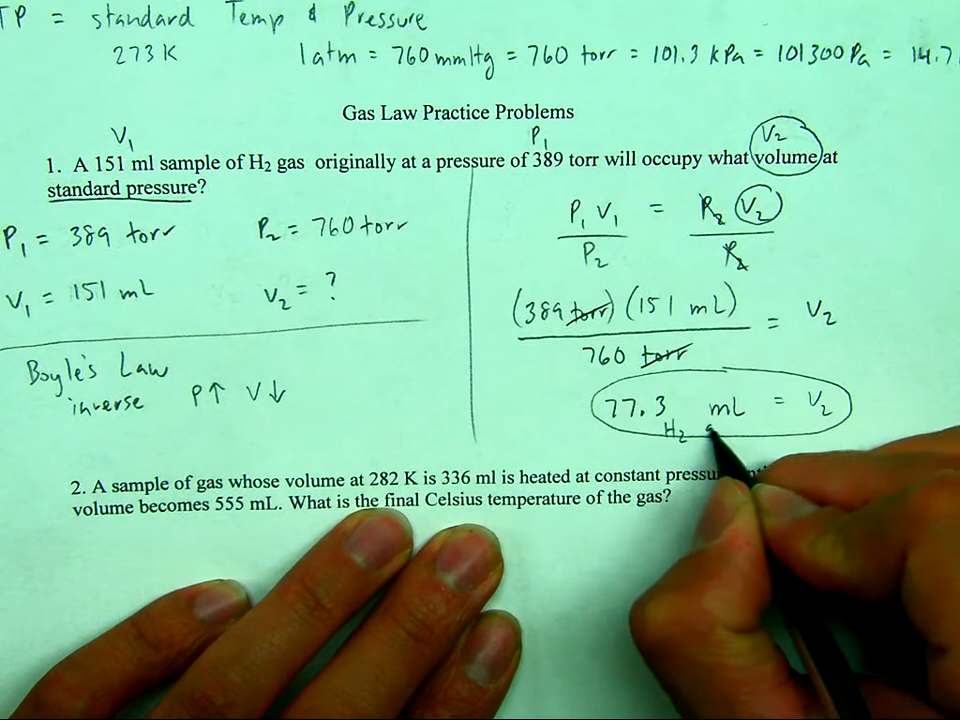 TP = standard Temp & Pressure
273 K 1 atm = 760 mmHg = 760 torr = 101.3 kPa = 101300 Pa = 14.7
Gas Law Practice Problems
V₁ P₁ V₂
1. A 151 ml sample of H₂ gas originally at a pressure of 389 torr will occupy what volume at
standard pressure?
P₁ = 389 torr P₂ = 760 torr
V₁ = 151 mL V₂ = ?
Boyle's Law
inverse P↑ V↓
P₁ V₁ = P₂ V₂
P₂ P₂
(389 torr) (151 mL) = V₂
760 torr
77.3 mL = V₂
H₂
2. A sample of gas whose volume at 282 K is 336 ml is heated at constant
volume becomes 555 mL. What is the final Celsius temperature of the gas?